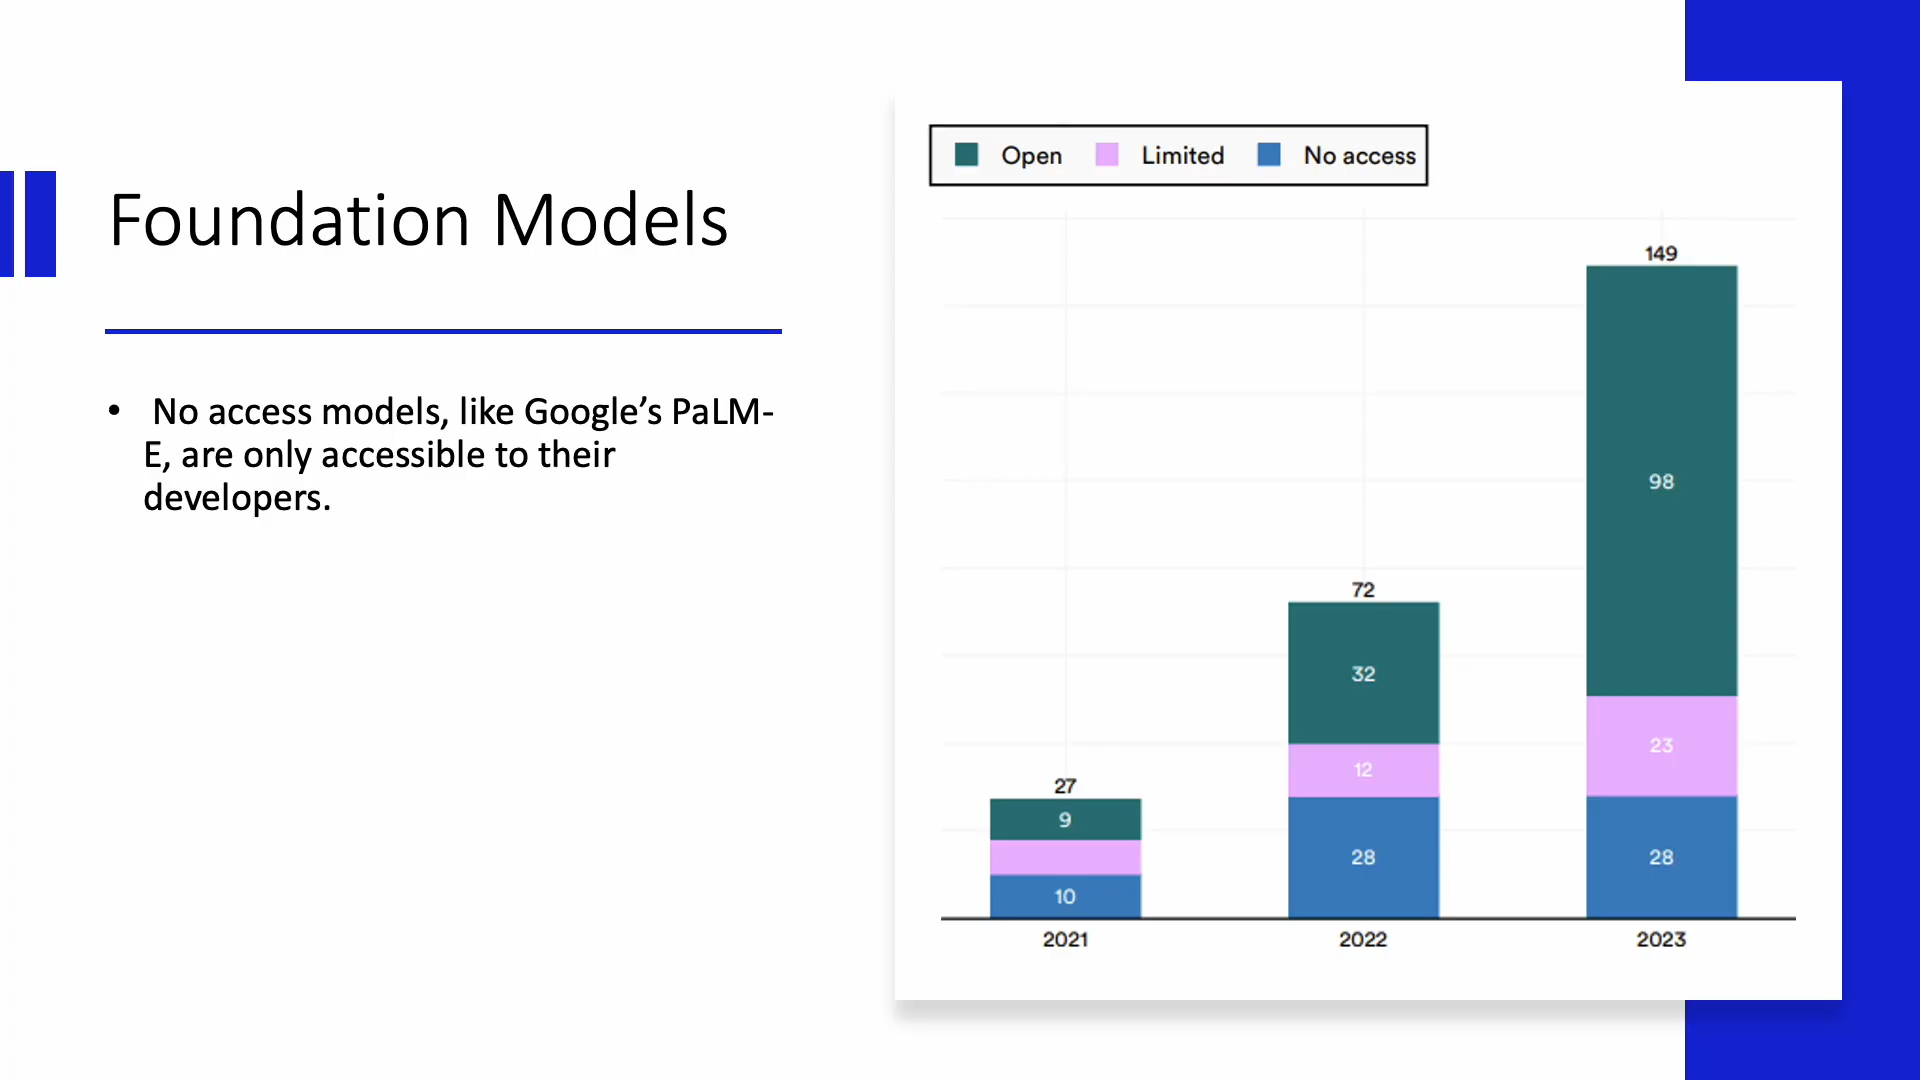 Foundation Models
• No access models, like Google’s PaLM-
E, are only accessible to their
developers.
Open Limited No access
149
98
23
28
72
32
12
28
27
9
10
2021 2022 2023